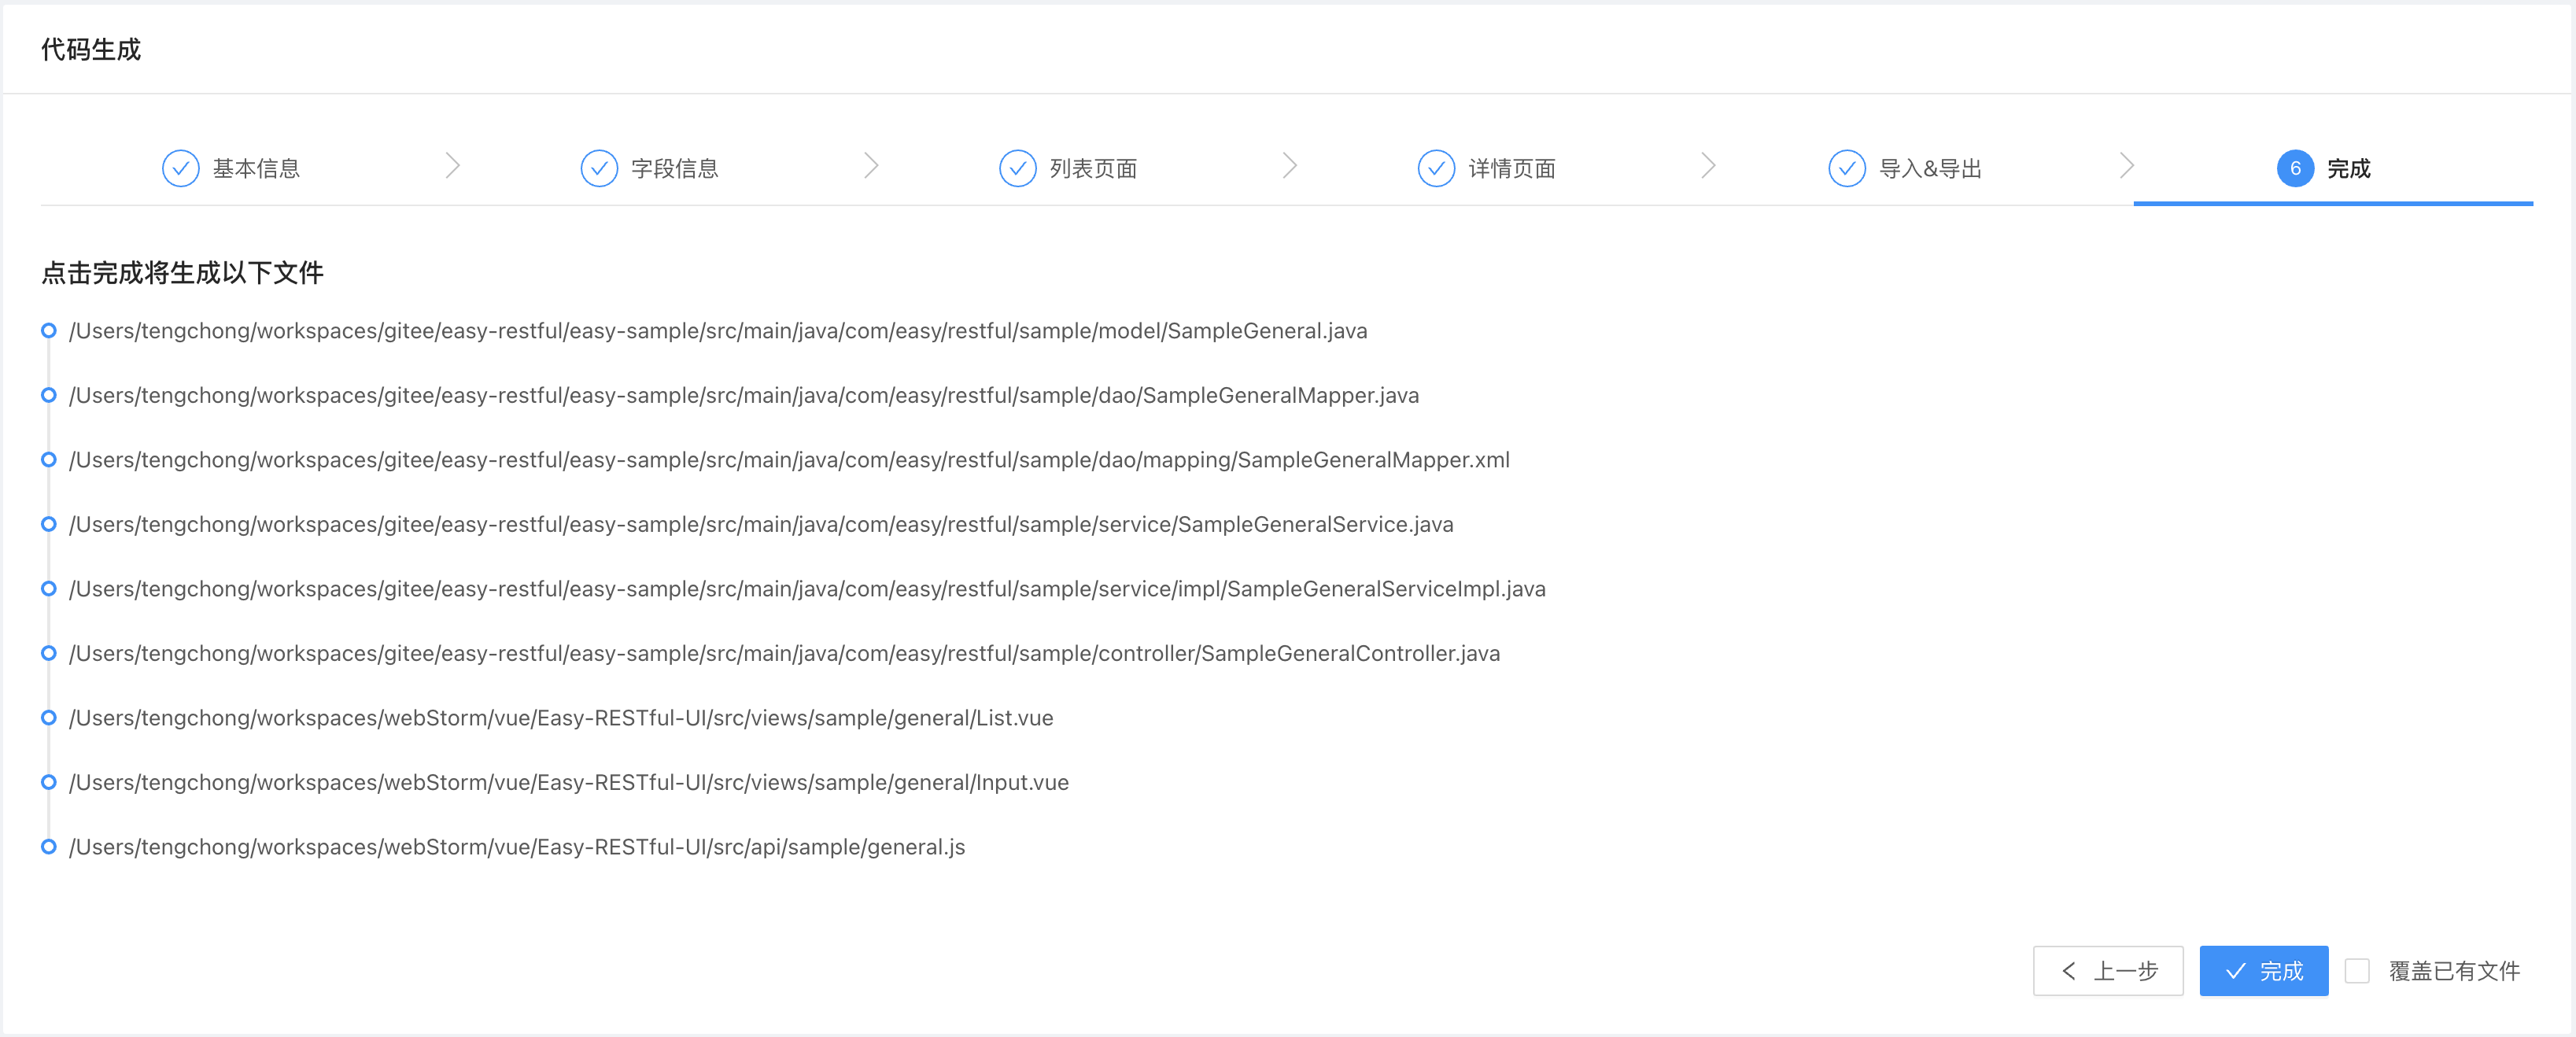 代码生成
基本信息 字段信息 列表页面 详情页面 导入&导出 6 完成
点击完成将生成以下文件
/Users/tengchong/workspaces/gitee/easy-restful/easy-sample/src/main/java/com/easy/restful/sample/model/SampleGeneral.java
/Users/tengchong/workspaces/gitee/easy-restful/easy-sample/src/main/java/com/easy/restful/sample/dao/SampleGeneralMapper.java
/Users/tengchong/workspaces/gitee/easy-restful/easy-sample/src/main/java/com/easy/restful/sample/dao/mapping/SampleGeneralMapper.xml
/Users/tengchong/workspaces/gitee/easy-restful/easy-sample/src/main/java/com/easy/restful/sample/service/SampleGeneralService.java
/Users/tengchong/workspaces/gitee/easy-restful/easy-sample/src/main/java/com/easy/restful/sample/service/impl/SampleGeneralServiceImpl.java
/Users/tengchong/workspaces/gitee/easy-restful/easy-sample/src/main/java/com/easy/restful/sample/controller/SampleGeneralController.java
/Users/tengchong/workspaces/webStorm/vue/Easy-RESTful-UI/src/views/sample/general/List.vue
/Users/tengchong/workspaces/webStorm/vue/Easy-RESTful-UI/src/views/sample/general/Input.vue
/Users/tengchong/workspaces/webStorm/vue/Easy-RESTful-UI/src/api/sample/general.js
上一步 完成 覆盖已有文件